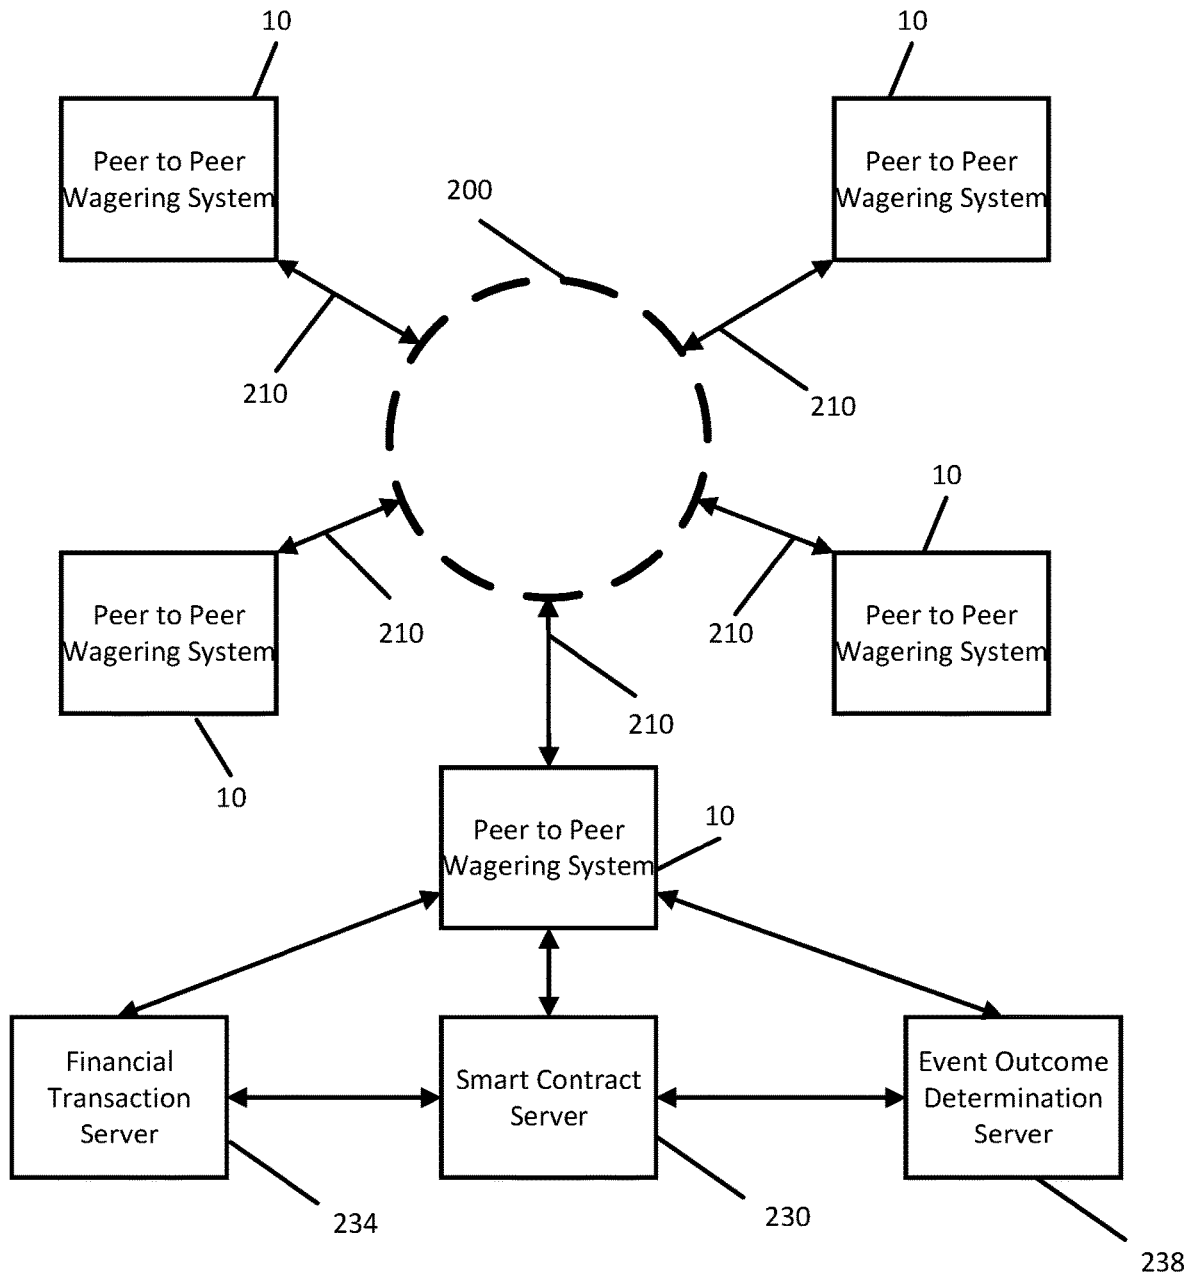 10
10
Peer to Peer
Wagering System
Peer to Peer
Wagering System
200
210
210
10
Peer to Peer
Wagering System
210
210
Peer to Peer
Wagering System
210
10
10
Peer to Peer
Wagering System
Financial
Transaction
Server
Smart Contract
Server
Event Outcome
Determination
Server
234
230
238